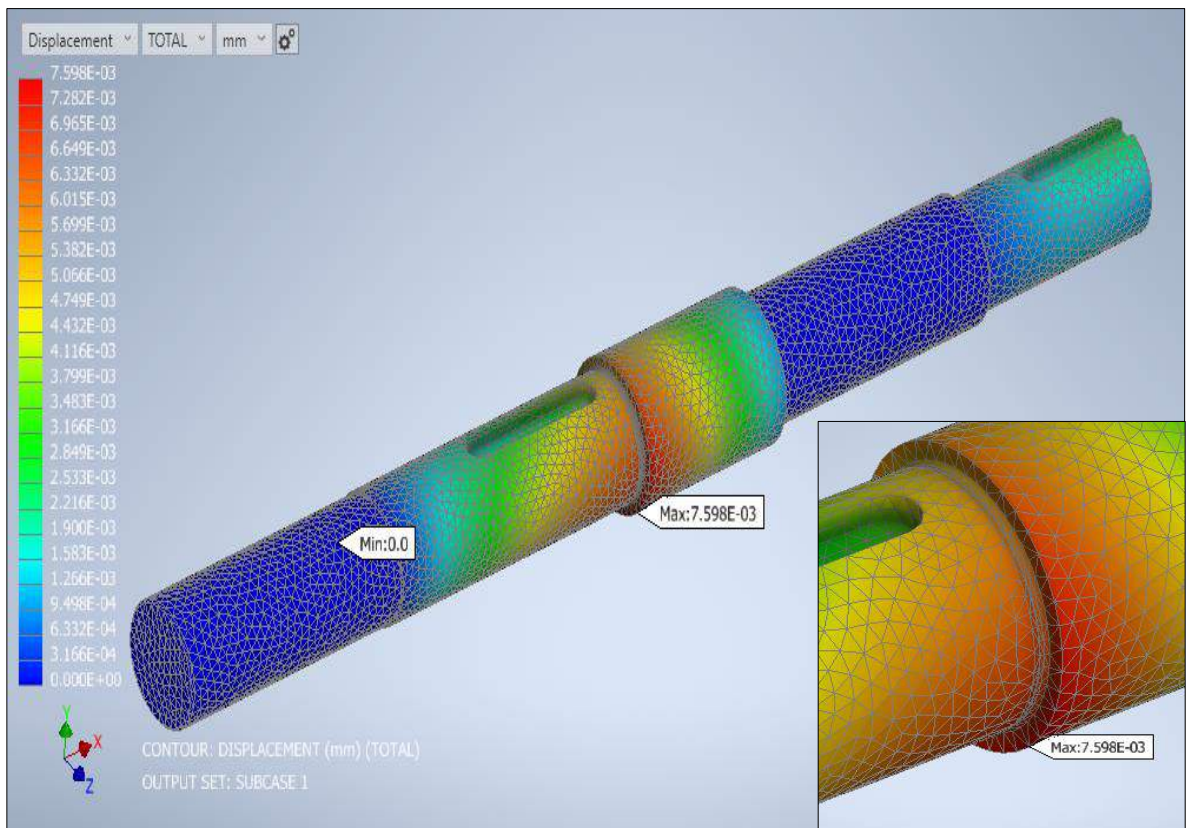 Displacement TOTAL mm
7.598E-03
7.282E-03
6.965E-03
6.649E-03
6.332E-03
6.015E-03
5.699E-03
5.382E-03
5.066E-03
4.749E-03
4.432E-03
4.116E-03
3.799E-03
3.483E-03
3.166E-03
2.849E-03
2.533E-03
2.216E-03
1.900E-03
1.583E-03
1.266E-03
9.498E-04
6.332E-04
3.166E-04
0.000E+00
Max:7.598E-03
Min:0.0
Max:7.598E-03
Y
X
Z
CONTOUR: DISPLACEMENT (mm) (TOTAL)
OUTPUT SET: SUBCASE 1